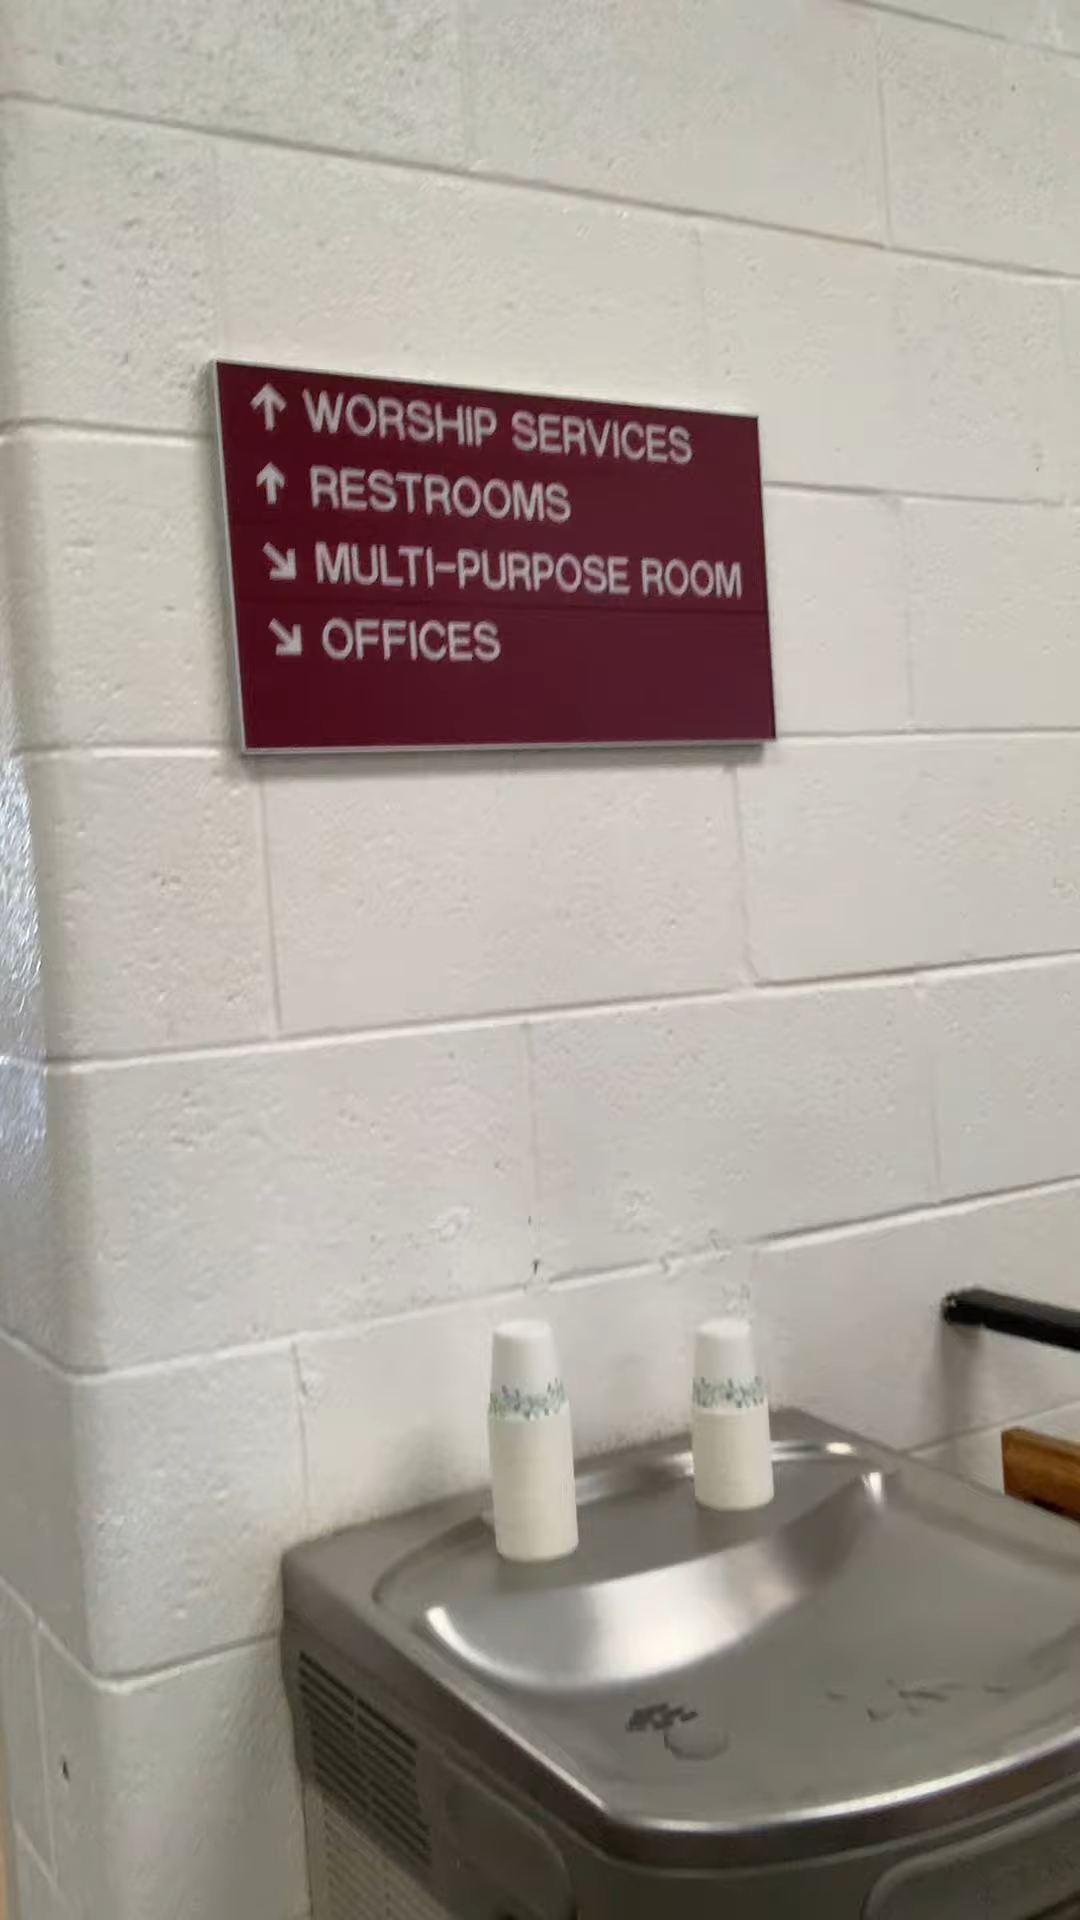 ↑ WORSHIP SERVICES
↑ RESTROOMS
↘ MULTI-PURPOSE ROOM
↘ OFFICES